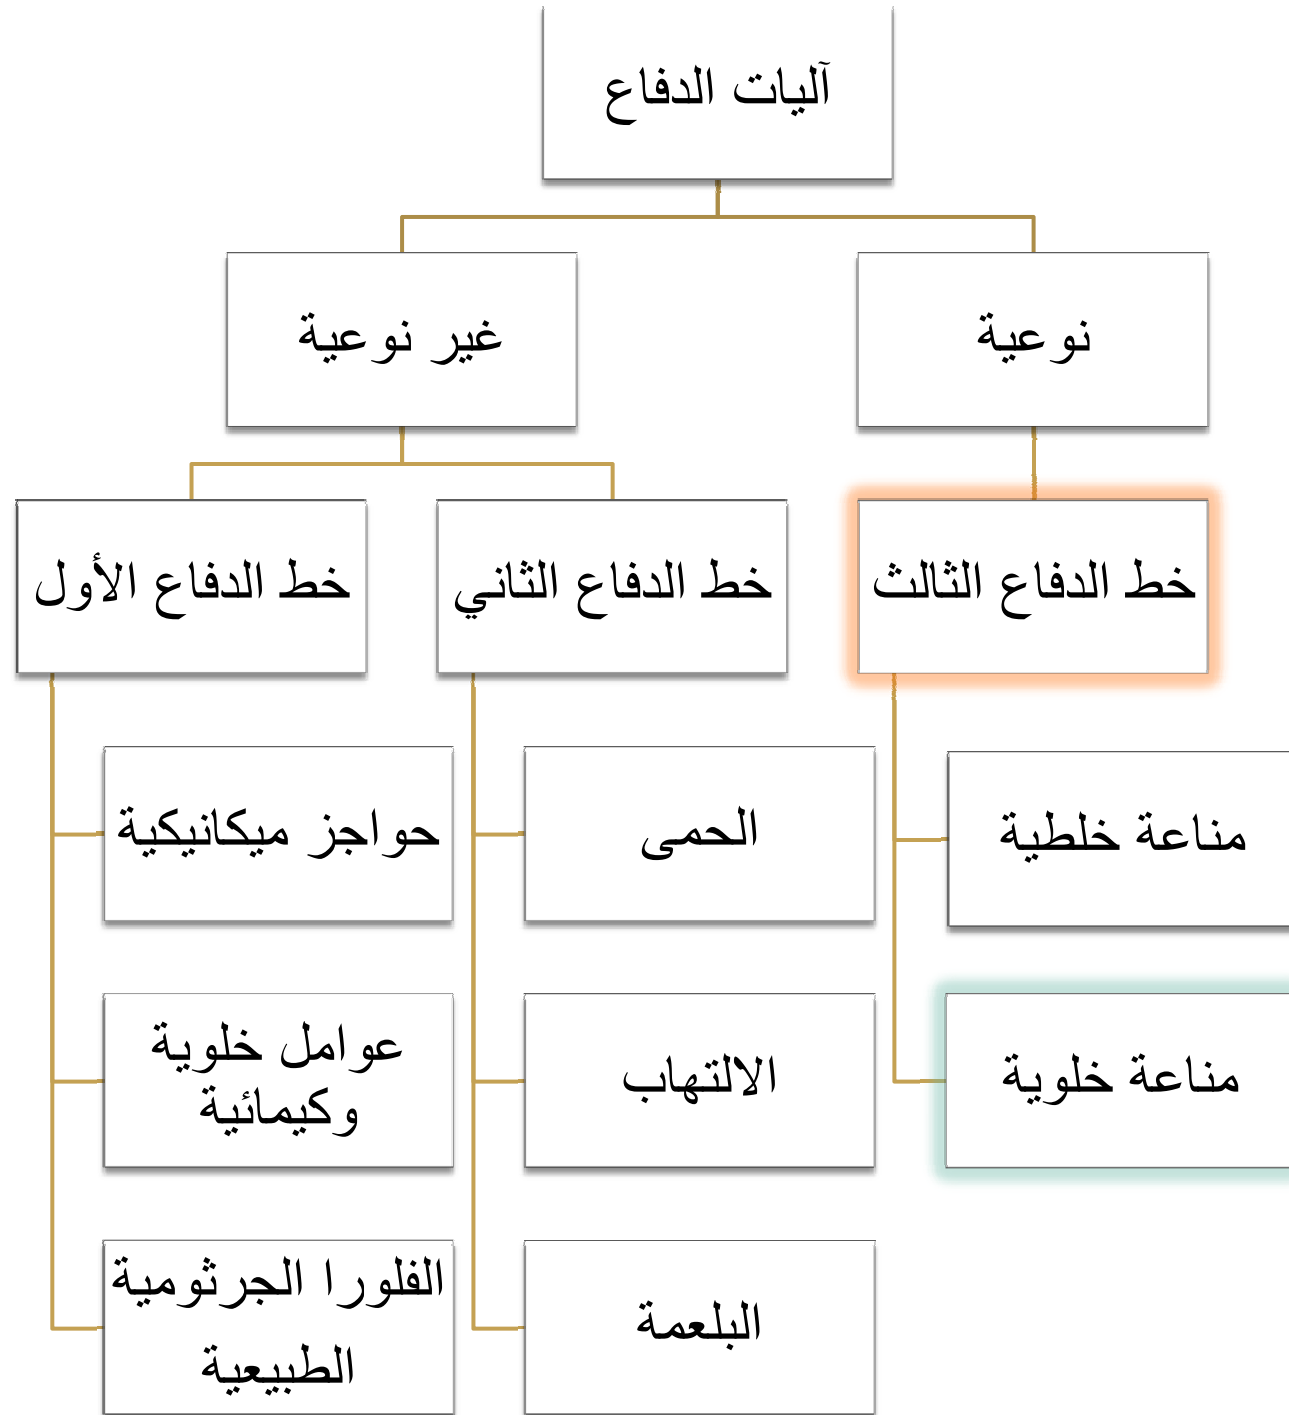 آليات الدفاع
نوعية
غير نوعية
خط الدفاع الثالث
خط الدفاع الثاني
خط الدفاع الأول
مناعة خلطية
الحمى
حواجز ميكانيكية
مناعة خلوية
الالتهاب
عوامل خلوية
وكيمائية
البلعمة
الفلورا الجرثومية
الطبيعية